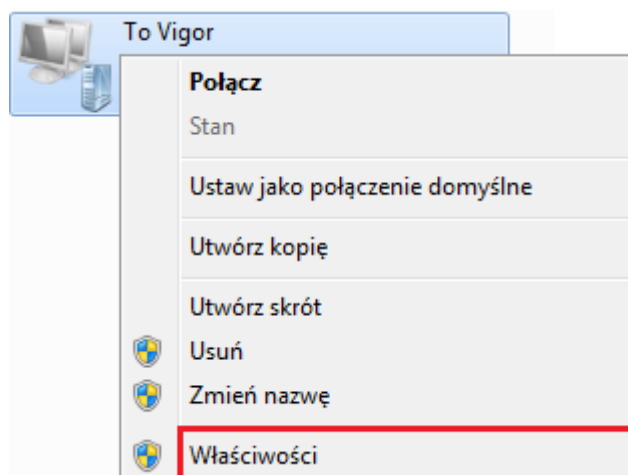 To Vigor
Połącz
Stan
Ustaw jako połączenie domyślne
Utwórz kopię
Utwórz skrót
Usuń
Zmień nazwę
Właściwości